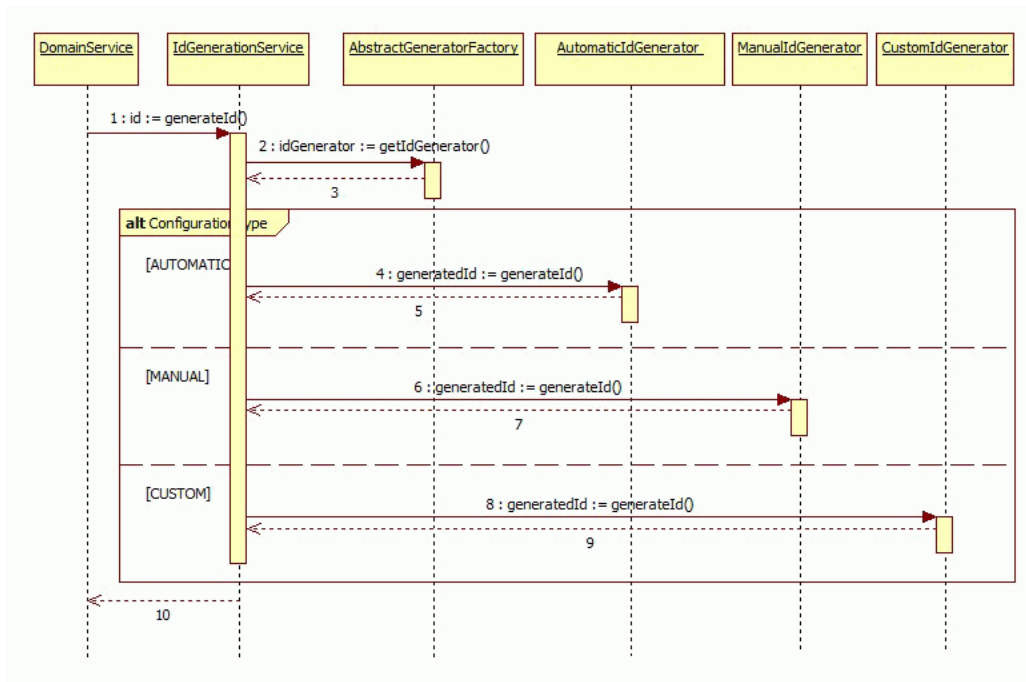 DomainService
IdGenerationService
AbstractGeneratorFactory
AutomaticIdGenerator
ManualIdGenerator
CustomIdGenerator
1 : id := generateId()
2 : idGenerator := getIdGenerator()
3
alt Configuration ype
[AUTOMATIC
4 : generatedId := generateId()
5
[MANUAL]
6 : generatedId := generateId()
7
[CUSTOM]
8 : generatedId := generateId()
9
10